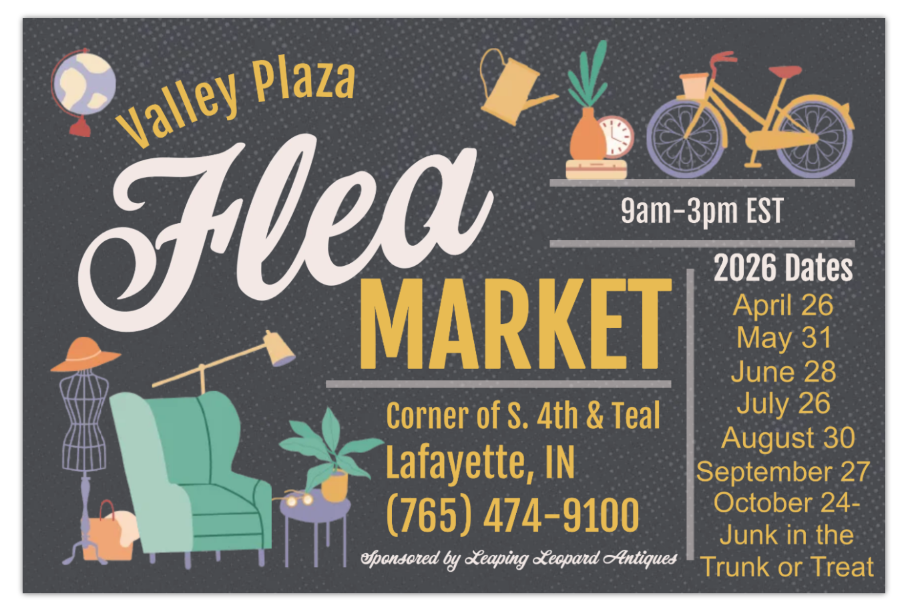 Valley Plaza
Flea
MARKET
9am-3pm EST
2026 Dates
April 26
May 31
June 28
July 26
August 30
September 27
October 24-
Junk in the
Trunk or Treat
Corner of S. 4th & Teal
Lafayette, IN
(765) 474-9100
Sponsored by Leaping Leopard Antiques